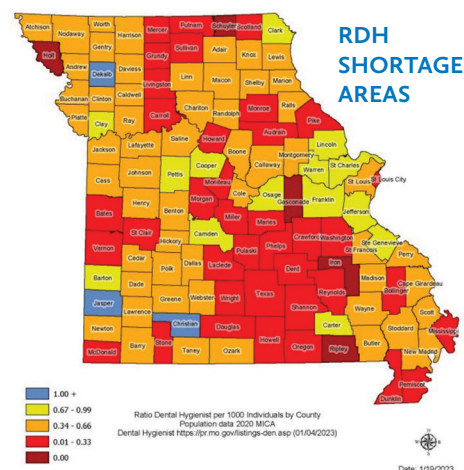 RDH
SHORTAGE
AREAS
Atchison
Nodaway
Worth
Harrison
Mercer
Putnam
Schuyler
Scotland
Clark
Holt
Andrew
Gentry
Dekalb
Daviess
Grundy
Sullivan
Adair
Knox
Lewis
Livingston
Linn
Macon
Shelby
Marion
Buchanan
Clinton
Caldwell
Carroll
Chariton
Randolph
Monroe
Ralls
Pike
Platte
Clay
Ray
Saline
Howard
Boone
Audrain
Lincoln
Jackson
Lafayette
Cooper
Callaway
Montgomery
Warren
St Charles
St Louis
St Louis City
Cass
Johnson
Pettis
Moniteau
Cole
Osage
Gasconade
Franklin
Jefferson
Bates
Henry
Benton
Morgan
Miller
Maries
Crawford
Washington
Ste Genevieve
St Francois
Perry
Vernon
St Clair
Hickory
Camden
Pulaski
Phelps
Iron
Madison
Cape Girardeau
Bollinger
Barton
Cedar
Polk
Dallas
Laclede
Dent
Reynolds
Jasper
Dade
Greene
Webster
Wright
Texas
Shannon
Wayne
Scott
Newton
Lawrence
Christian
Douglas
Carter
Stoddard
Mississippi
McDonald
Barry
Stone
Taney
Ozark
Howell
Oregon
Ripley
Butler
New Madrid
Pemiscot
Dunklin
1.00 +
0.67 - 0.99
0.34 - 0.66
0.01 - 0.33
0.00
Ratio Dental Hygienist per 1000 Individuals by County
Population data 2020 MICA
Dental Hygienist https://pr.mo.gov/listings-den.asp (01/04/2023)
Date: 1/19/2023